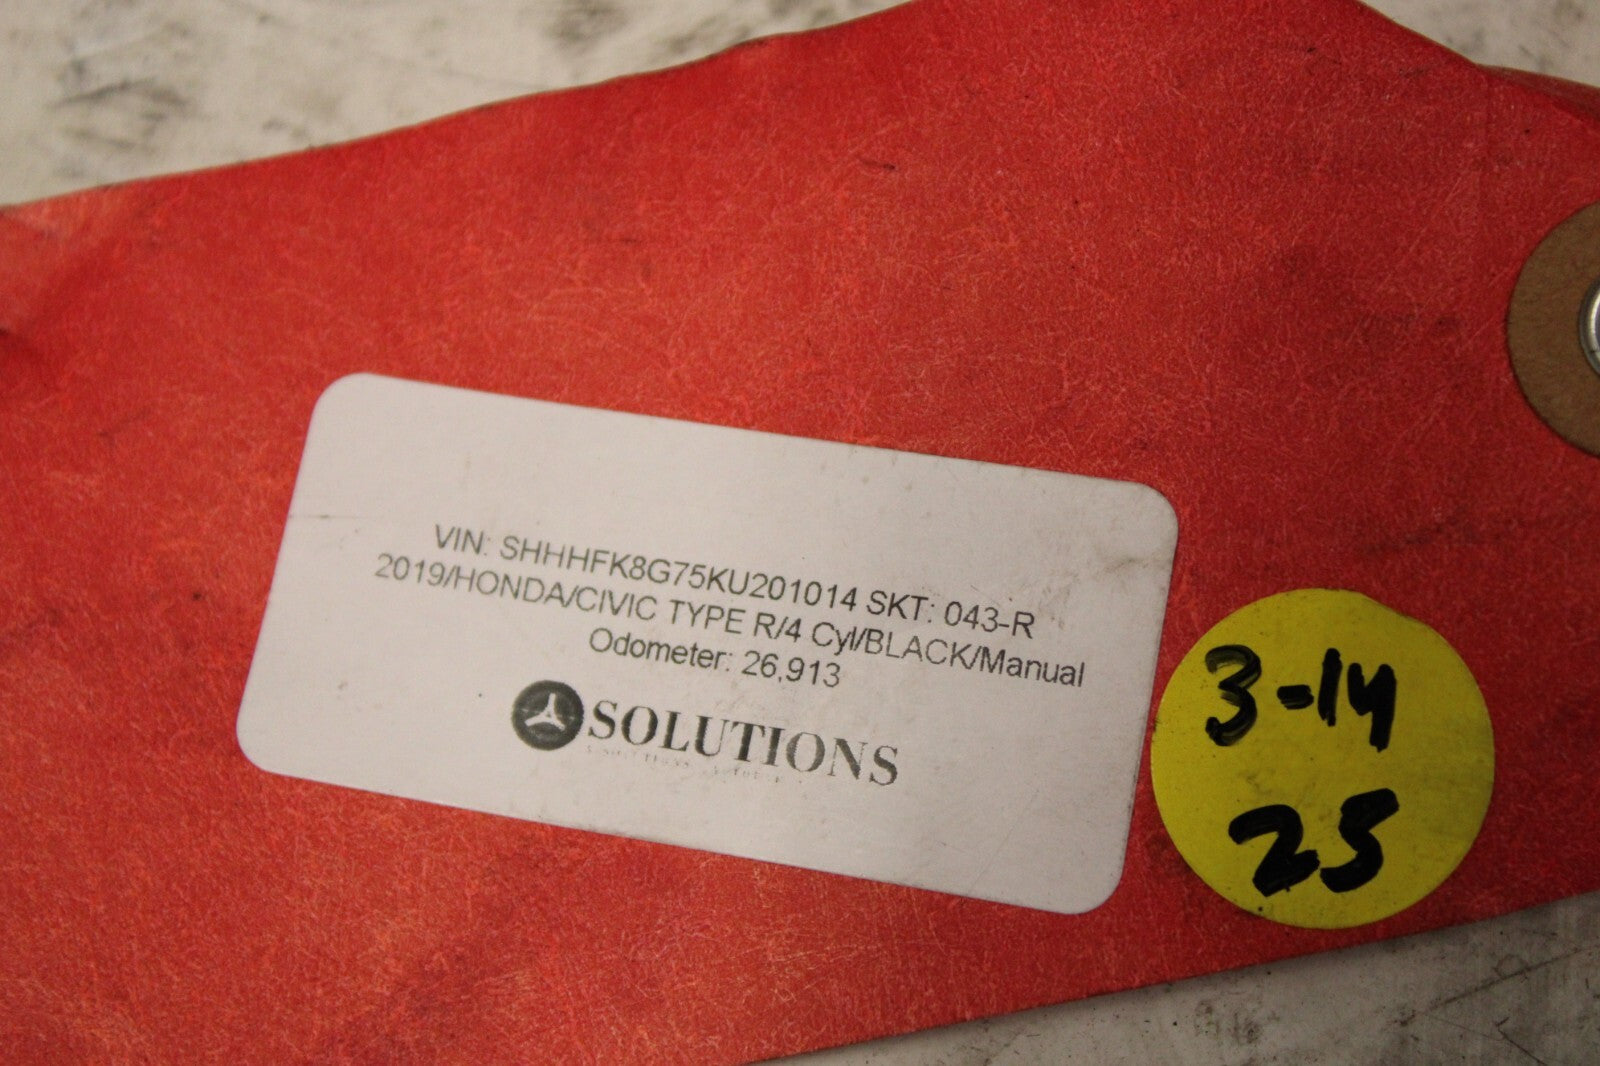 VIN: SHHHFK8G75KU201014 SKT: 043-R
2019/HONDA/CIVIC TYPE R/4 Cyl/BLACK/Manual
Odometer: 26,913
SOLUTIONS
3-14
25